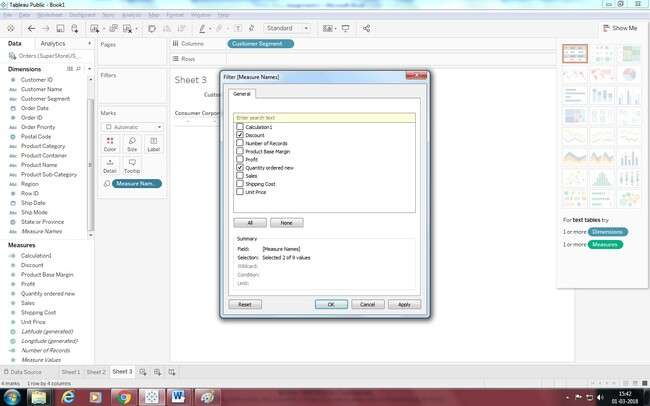 Tableau Public - Book1
File Data Worksheet Dashboard Story Analysis Map Format Window Help
Standard
Show Me
Data Analytics
Orders (SuperStoreUS_
Dimensions
Customer ID
Customer Name
Customer Segment
Order Date
Order ID
Order Priority
Postal Code
Product Category
Product Container
Product Name
Product Sub-Category
Region
Row ID
Ship Date
Ship Mode
State or Province
Measure Names
Measures
Calculation1
Discount
Product Base Margin
Profit
Quantity ordered new
Sales
Shipping Cost
Unit Price
Latitude (generated)
Longitude (generated)
Number of Records
Measure Values
Pages
Filters
Marks
Automatic
Color Size Label
Detail Tooltip
Measure Nam..
Columns Customer Segment
Rows
Sheet 3
Custo
Consumer Corpor
Filter [Measure Names]
General
Enter search text
Calculation1
Discount
Number of Records
Product Base Margin
Profit
Quantity ordered new
Sales
Shipping Cost
Unit Price
All None
Summary
Field: [Measure Names]
Selection: Selected 2 of 9 values
Wildcard:
Condition:
Limit:
Reset OK Cancel Apply
For text tables try
1 or more Dimensions
1 or more Measures
Data Source Sheet 1 Sheet 2 Sheet 3
4 marks 1 row by 4 columns
15:42
01-03-2018